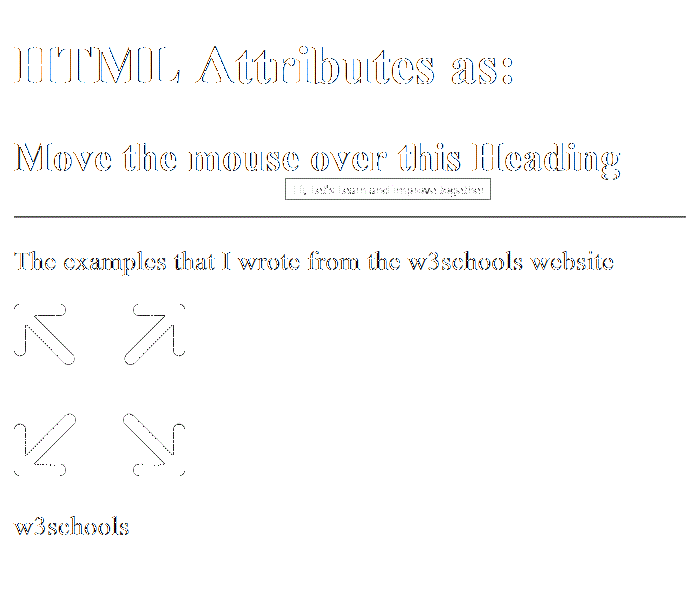 HTML Attributes as:
Move the mouse over this Heading
Hi, Let's learn and improve together
The examples that I wrote from the w3schools website
w3schools